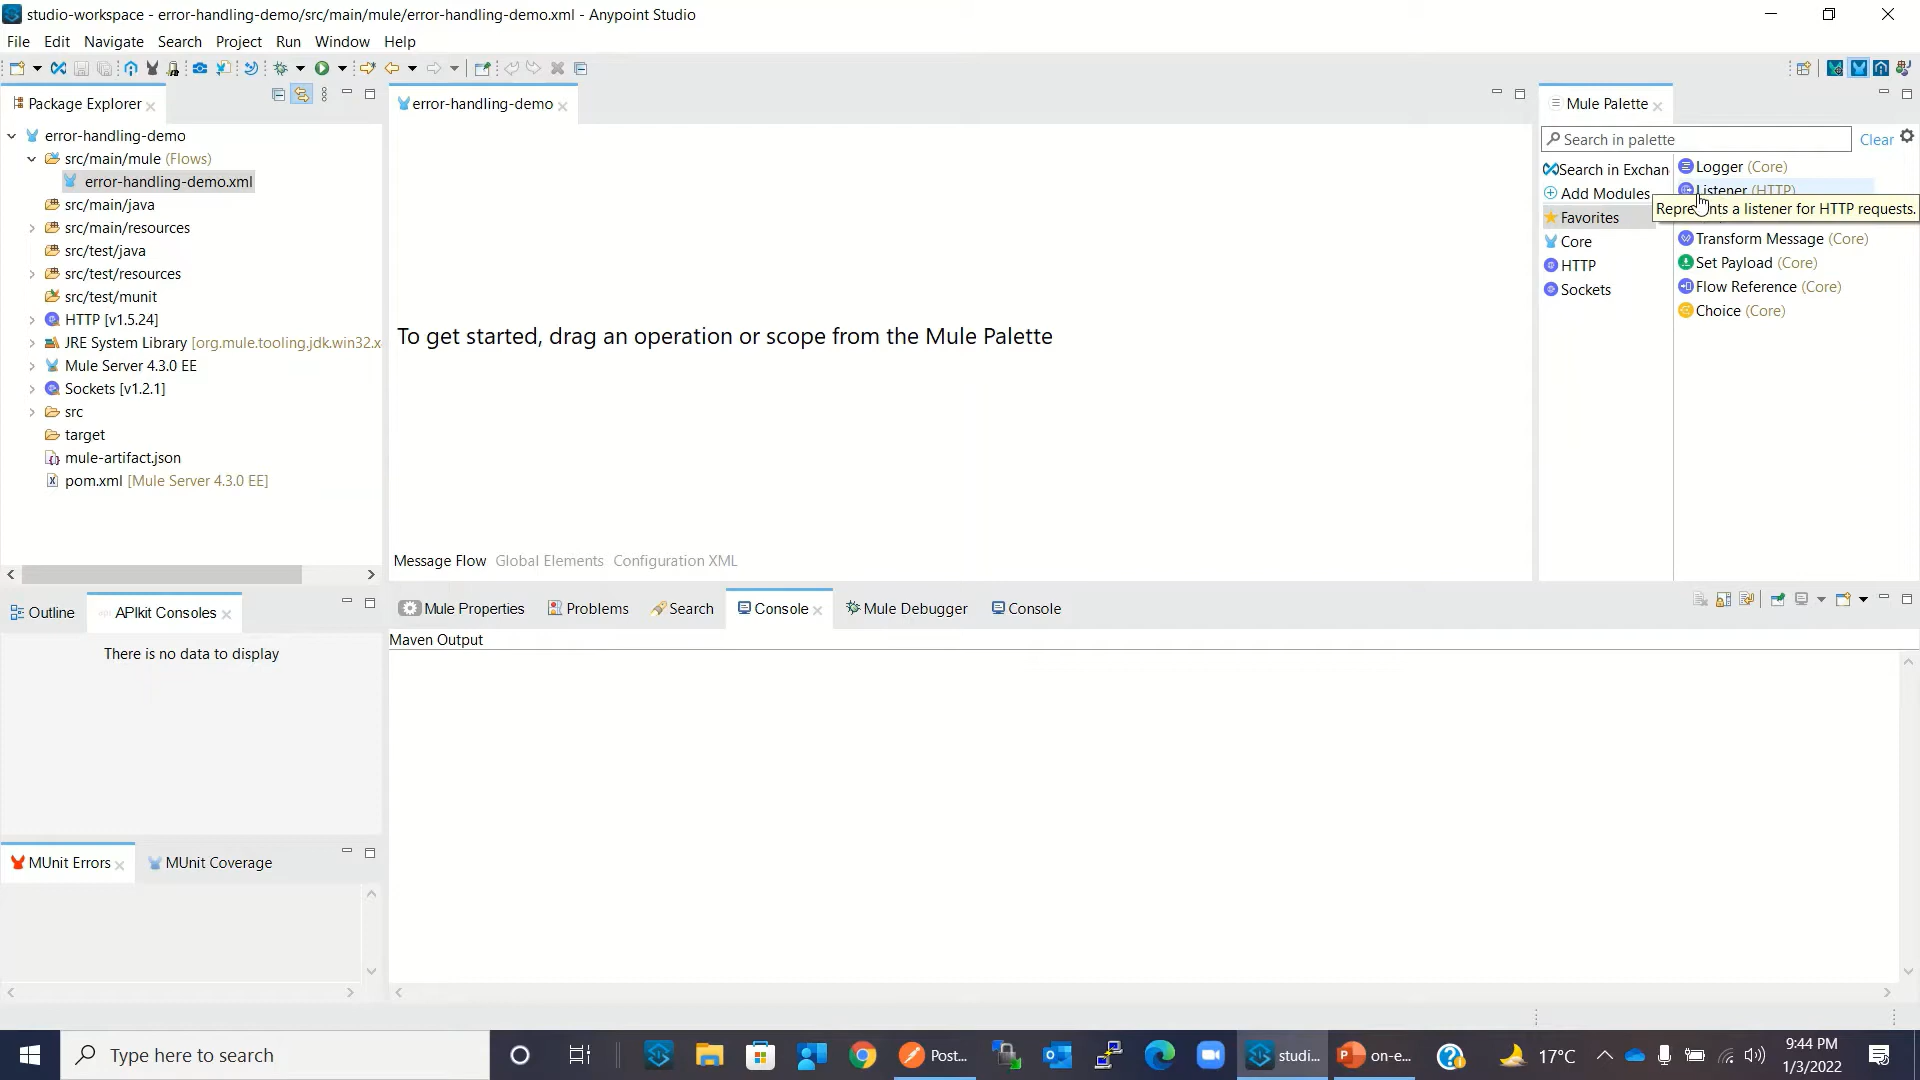 studio-workspace - error-handling-demo/src/main/mule/error-handling-demo.xml - Anypoint Studio
File Edit Navigate Search Project Run Window Help
Package Explorer
error-handling-demo
src/main/mule (Flows)
error-handling-demo.xml
src/main/java
src/main/resources
src/test/java
src/test/resources
src/test/munit
HTTP [v1.5.24]
JRE System Library [org.mule.tooling.jdk.win32.x
Mule Server 4.3.0 EE
Sockets [v1.2.1]
src
target
mule-artifact.json
pom.xml [Mule Server 4.3.0 EE]
error-handling-demo
To get started, drag an operation or scope from the Mule Palette
Message Flow Global Elements Configuration XML
Mule Palette
Search in palette
Clear
Search in Exchan
Add Modules
Favorites
Core
HTTP
Sockets
Logger (Core)
Listener (HTTP)
Represents a listener for HTTP requests.
Transform Message (Core)
Set Payload (Core)
Flow Reference (Core)
Choice (Core)
Outline
APIkit Consoles
There is no data to display
MUnit Errors
MUnit Coverage
Mule Properties
Problems
Search
Console
Mule Debugger
Console
Maven Output
Type here to search
Post...
studi...
on-e...
17°C
9:44 PM
1/3/2022